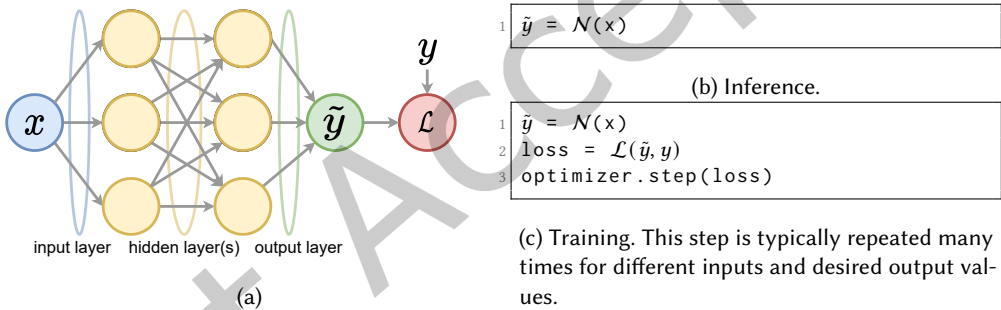 x
ỹ
y
ℒ
input layer hidden layer(s) output layer
(a)
1 ỹ = 𝒩(x)
(b) Inference.
1 ỹ = 𝒩(x)
2 loss = ℒ(ỹ, y)
3 optimizer.step(loss)
(c) Training. This step is typically repeated many
times for different inputs and desired output val-
ues.
t Accep